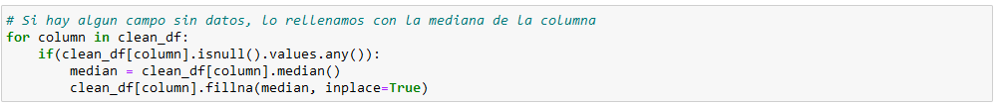 # Si hay algun campo sin datos, lo rellenamos con la mediana de la columna
for column in clean_df:
    if(clean_df[column].isnull().values.any()):
        median = clean_df[column].median()
        clean_df[column].fillna(median, inplace=True)